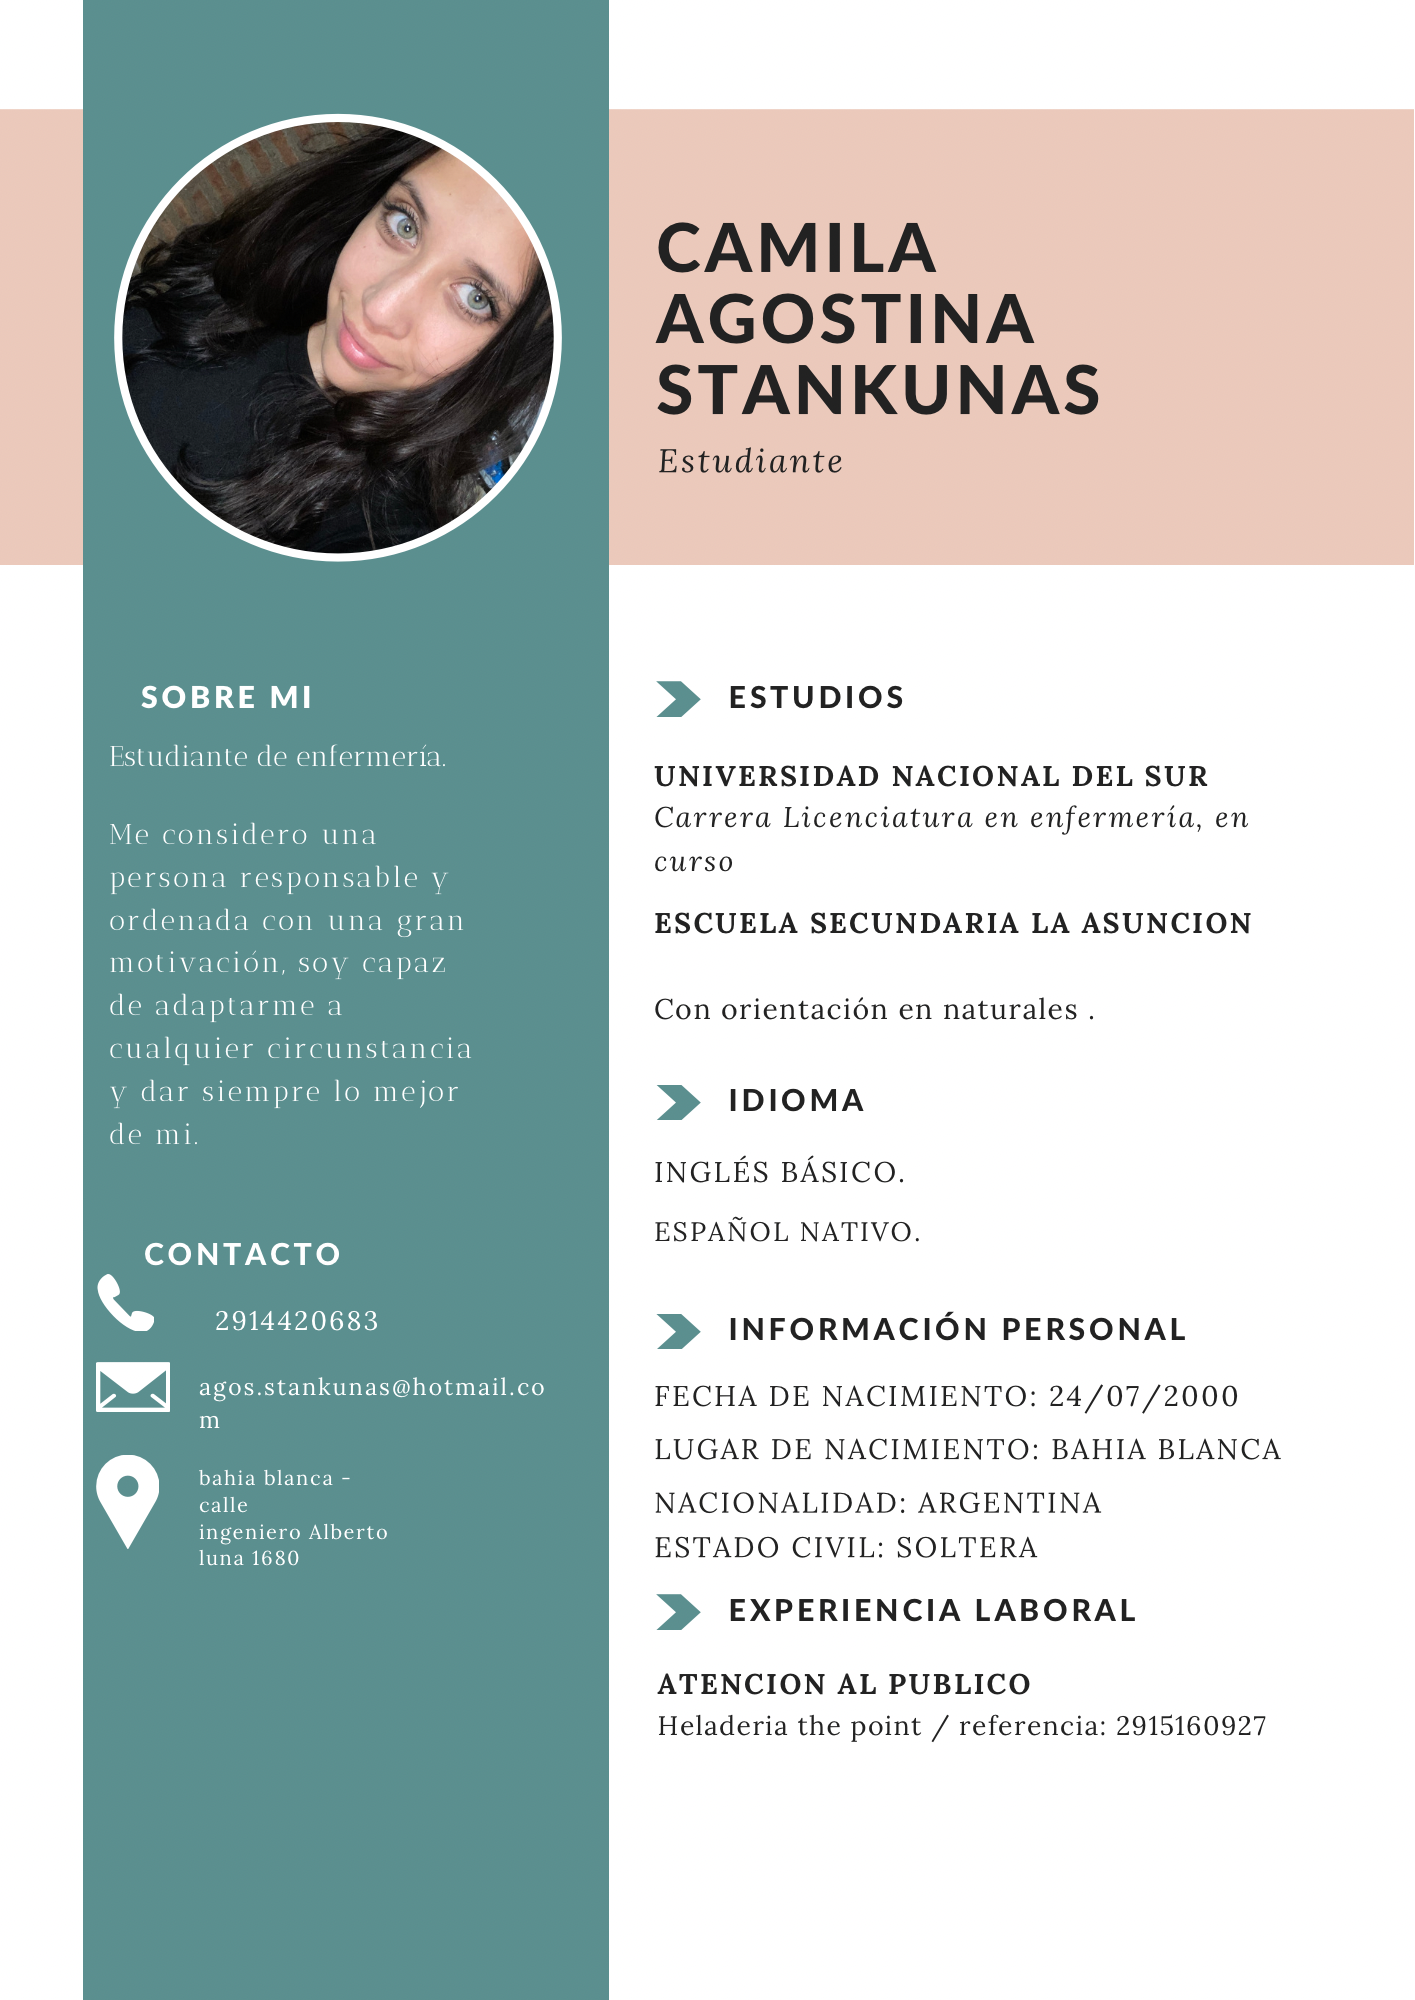 CAMILA
AGOSTINA
STANKUNAS
Estudiante
SOBRE MI
Estudiante de enfermería.
Me considero una
persona responsable y
ordenada con una gran
motivación, soy capaz
de adaptarme a
cualquier circunstancia
y dar siempre lo mejor
de mi.
CONTACTO
2914420683
agos.stankunas@hotmail.co
m
bahia blanca -
calle
ingeniero Alberto
luna 1680
ESTUDIOS
UNIVERSIDAD NACIONAL DEL SUR
Carrera Licenciatura en enfermería, en
curso
ESCUELA SECUNDARIA LA ASUNCION
Con orientación en naturales .
IDIOMA
INGLÉS BÁSICO.
ESPAÑOL NATIVO.
INFORMACIÓN PERSONAL
FECHA DE NACIMIENTO: 24/07/2000
LUGAR DE NACIMIENTO: BAHIA BLANCA
NACIONALIDAD: ARGENTINA
ESTADO CIVIL: SOLTERA
EXPERIENCIA LABORAL
ATENCION AL PUBLICO
Heladeria the point / referencia: 2915160927